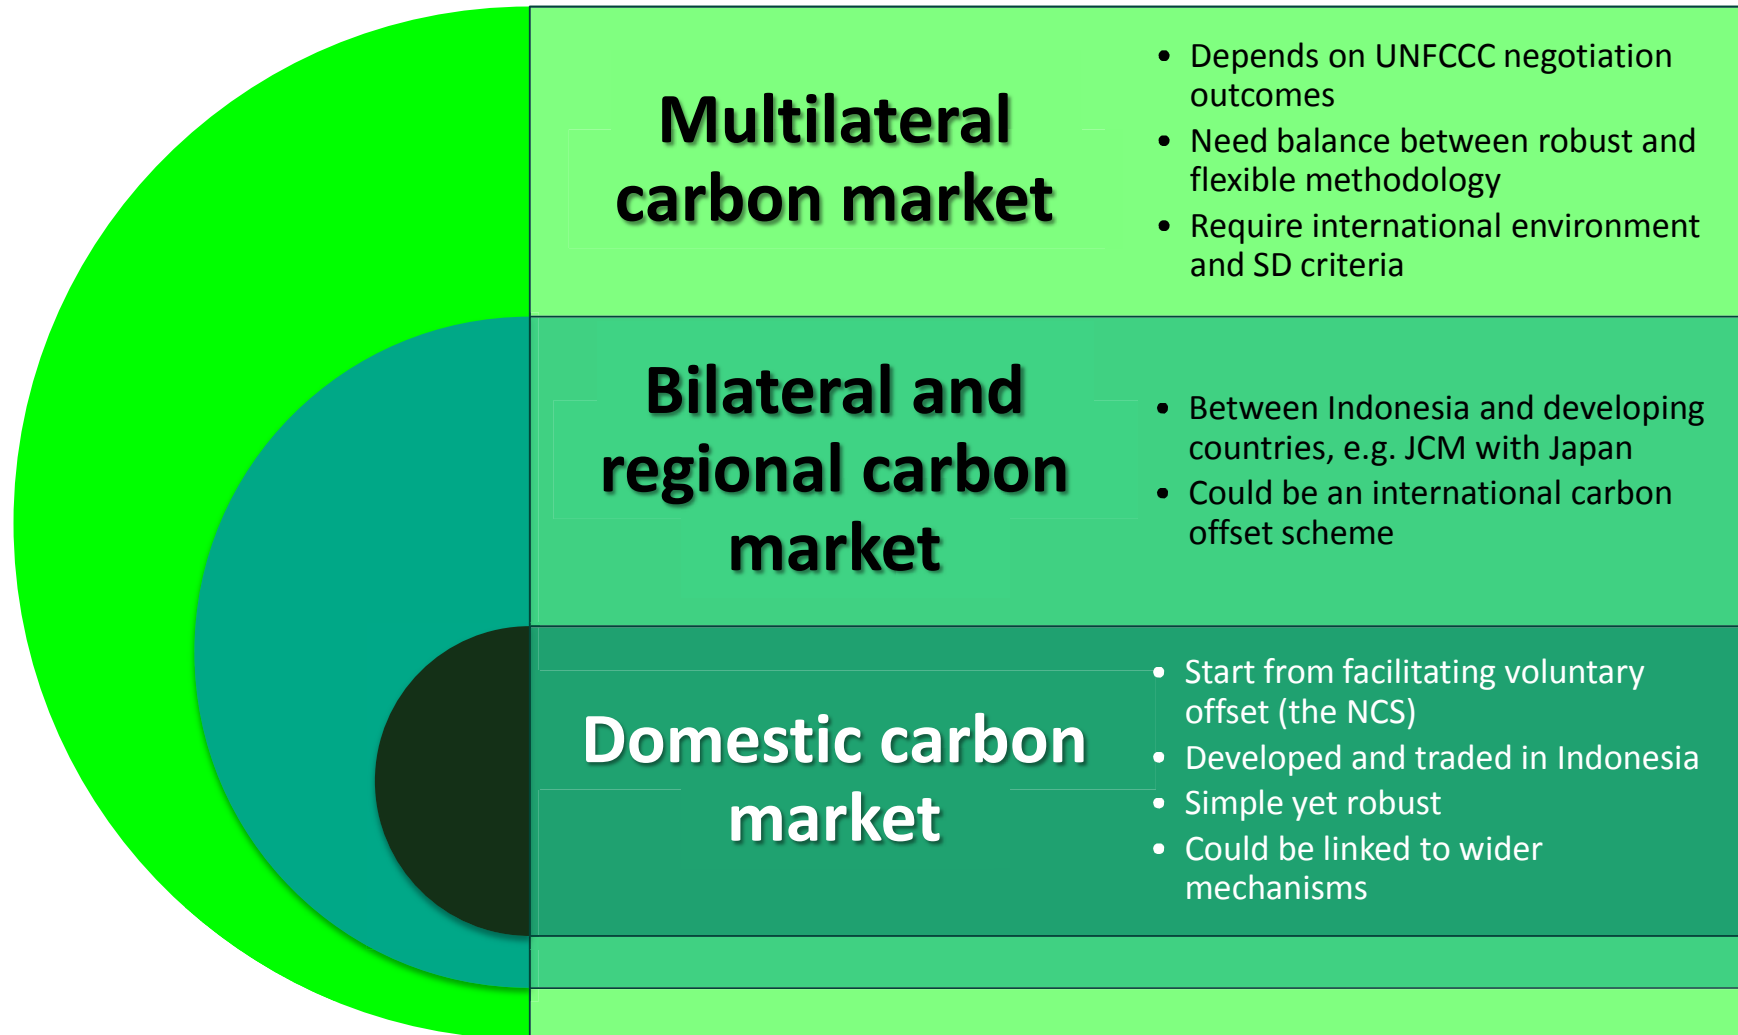 Multilateral
carbon market
• Depends on UNFCCC negotiation
outcomes
• Need balance between robust and
flexible methodology
• Require international environment
and SD criteria
Bilateral and
regional carbon
market
• Between Indonesia and developing
countries, e.g. JCM with Japan
• Could be an international carbon
offset scheme
Domestic carbon
market
• Start from facilitating voluntary
offset (the NCS)
• Developed and traded in Indonesia
• Simple yet robust
• Could be linked to wider
mechanisms